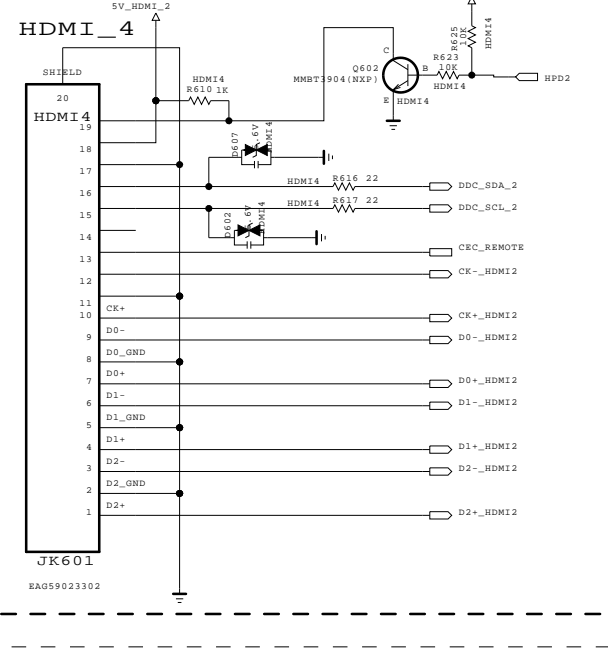 5V_HDMI_2
HDMI_4
R625
10K
HDMI4
SHIELD
20
HDMI4
R610 1K
C
Q602
MMBT3904(NXP)
B
E
HDMI4
R623
10K
HDMI4
HPD2
HDMI4
19
18
17
16
15
14
13
12
11
10
9
8
7
6
5
4
3
2
1
D607
HDMI4
HDMI4 R616 22
DDC_SDA_2
HDMI4 R617 22
DDC_SCL_2
D602
HDMI4
CEC_REMOTE
CK-_HDMI2
CK+
CK+_HDMI2
D0-
D0-_HDMI2
D0_GND
D0+
D0+_HDMI2
D1-
D1-_HDMI2
D1_GND
D1+
D1+_HDMI2
D2-
D2-_HDMI2
D2_GND
D2+
D2+_HDMI2
JK601
EAG59023302